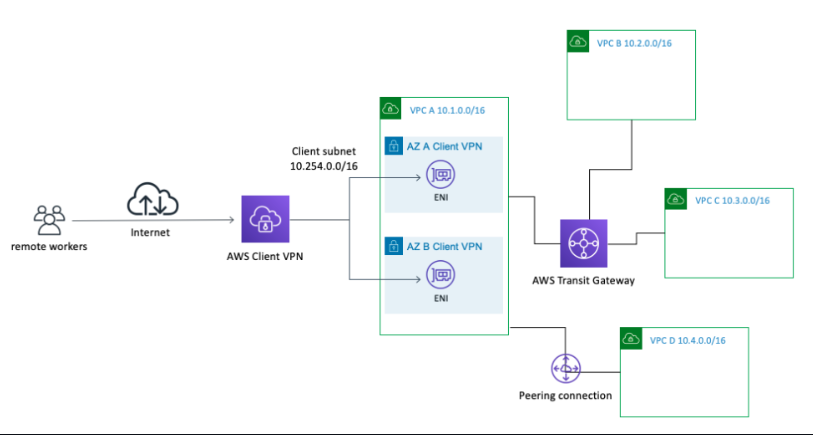 VPC B 10.2.0.0/16
VPC A 10.1.0.0/16
Client subnet
10.254.0.0/16
AZ A Client VPN
ENI
VPC C 10.3.0.0/16
remote workers
Internet
AWS Client VPN
AZ B Client VPN
ENI
AWS Transit Gateway
VPC D 10.4.0.0/16
Peering connection